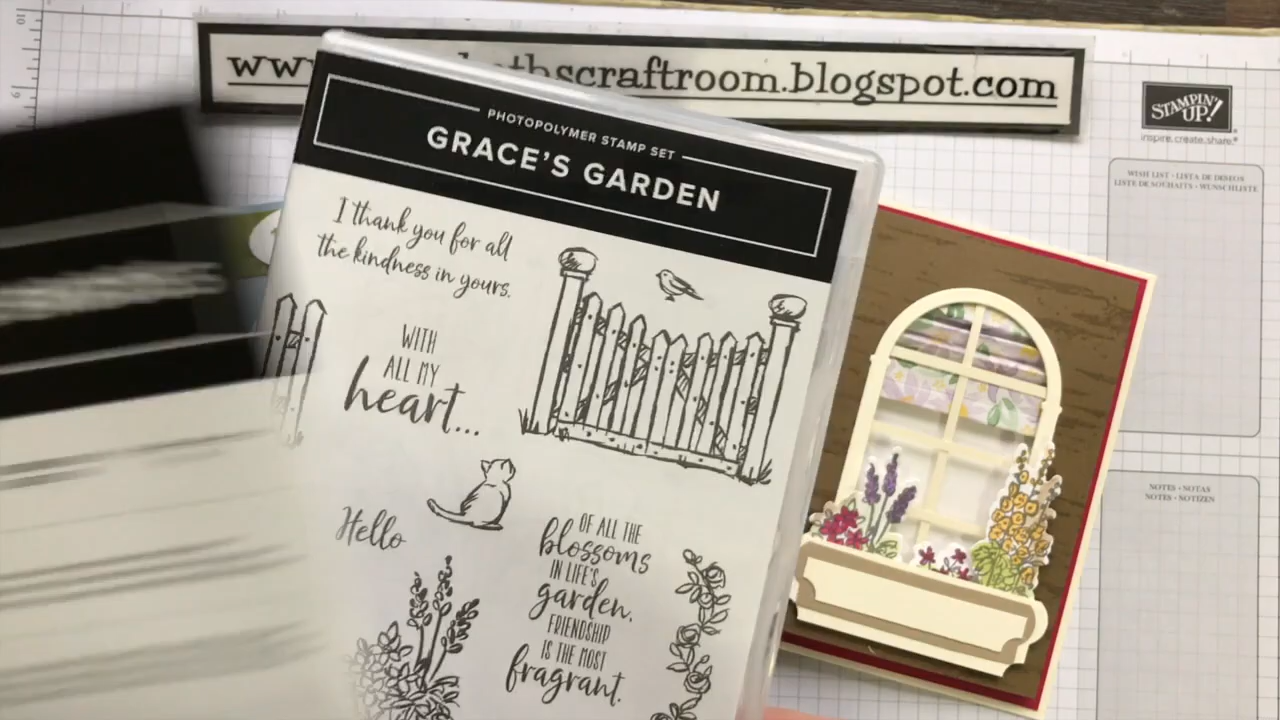 craftroom.blogspot.com
STAMPIN' UP!
inspire.create.share.
PHOTOPOLYMER STAMP SET
GRACE'S GARDEN
WISH LIST • LISTA DE DESEOS
LISTE DE SOUHAITS • WUNSCHLISTE
I thank you for all
the kindness in yours.
WITH
ALL MY
heart...
Hello
OF ALL THE
blossoms
IN LIFE'S
garden,
FRIENDSHIP
IS THE MOST
fragrant.
NOTES • NOTAS
NOTES • NOTIZEN